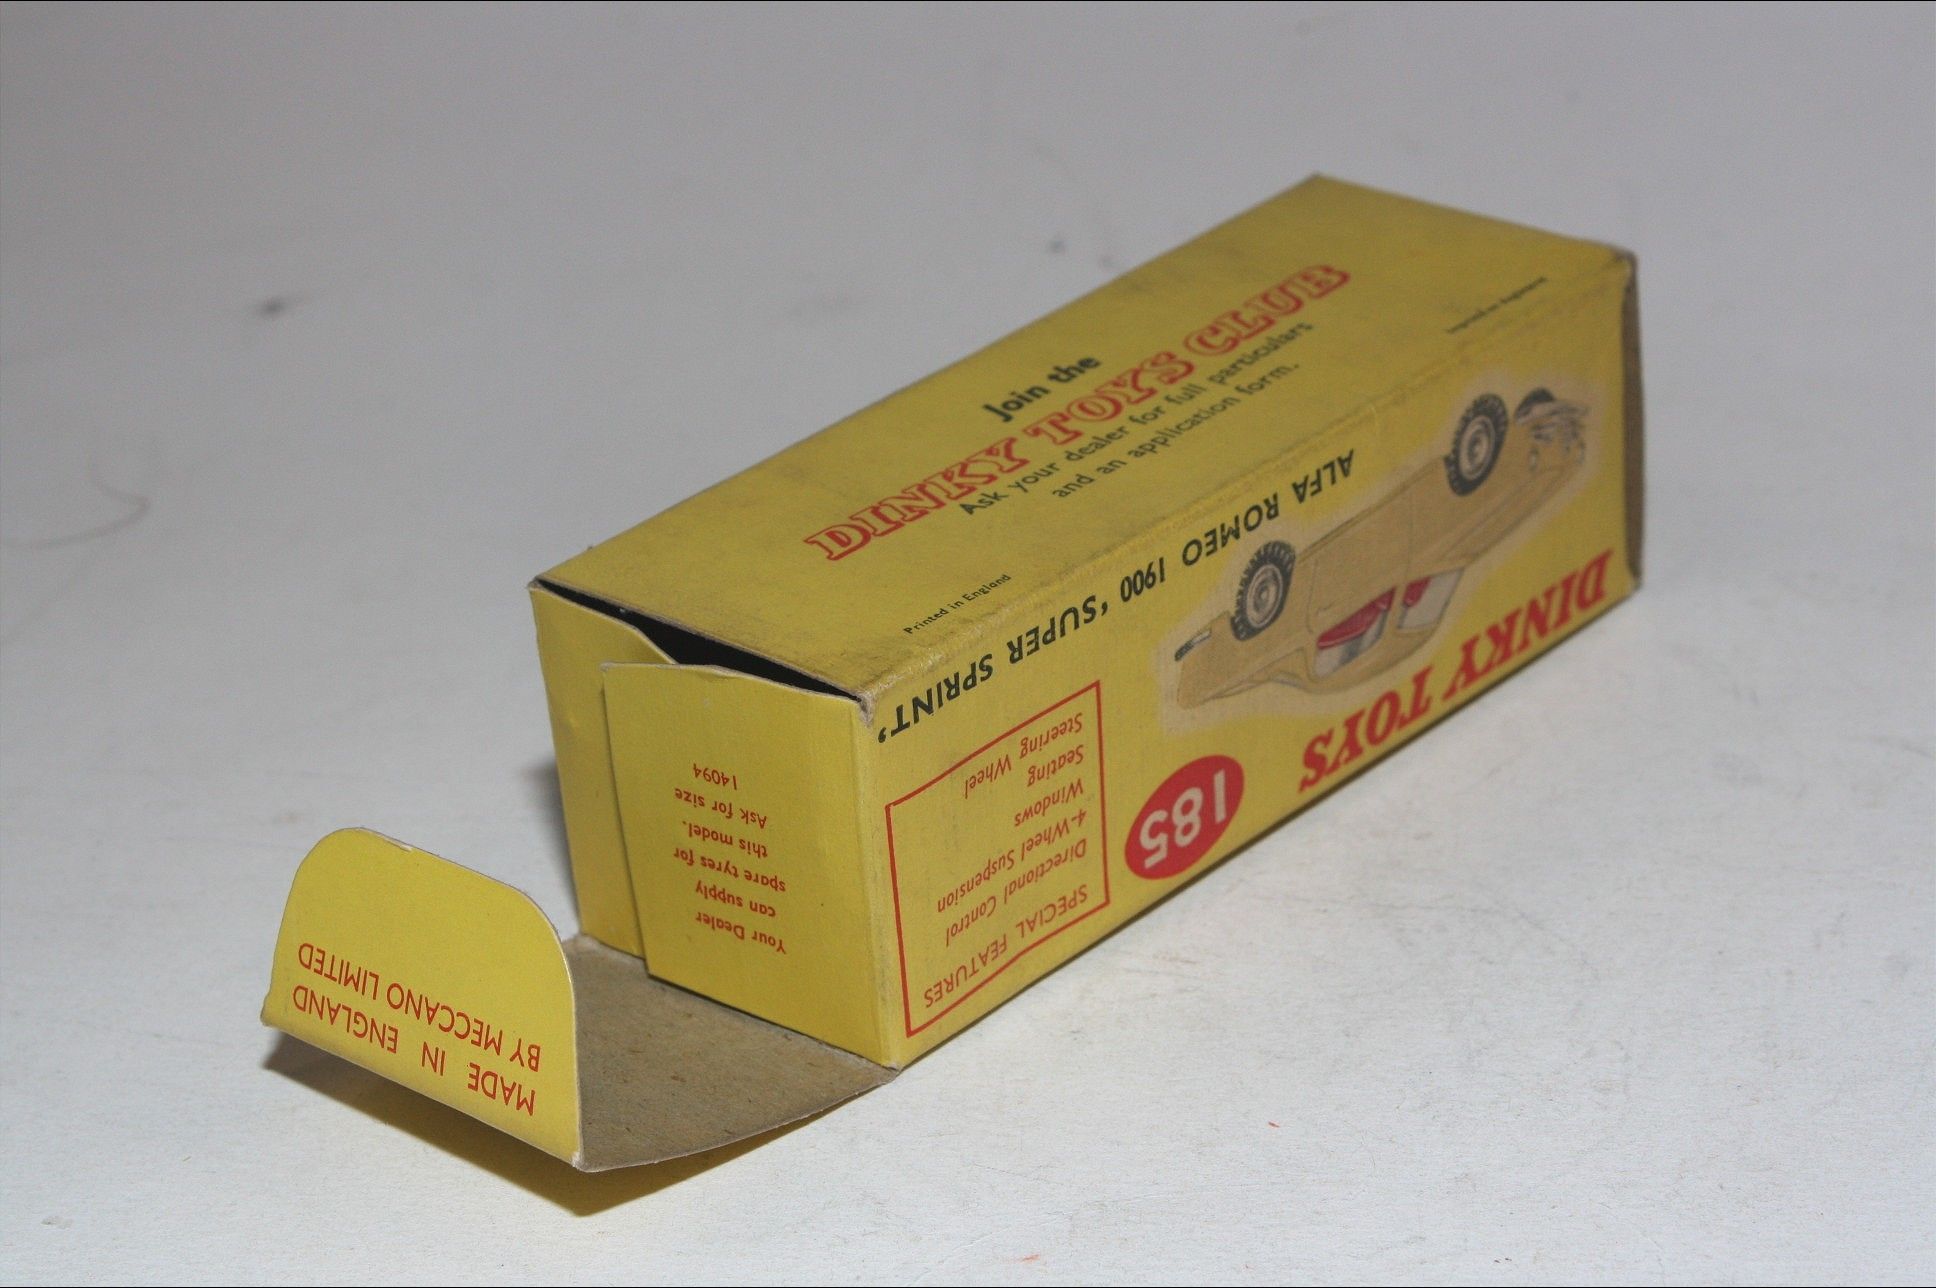 Join the
DINKY TOYS CLUB
Ask your dealer for full particulars
and an application form.
Printed in England
DINKY TOYS
185
ALFA ROMEO 1900 'SUPER SPRINT'
SPECIAL FEATURES
Directional Control
4-Wheel Suspension
Windows
Seating
Steering Wheel
Your Dealer
can supply
spare tyres for
this model.
Ask for size
14094
MADE IN ENGLAND
BY MECCANO LIMITED